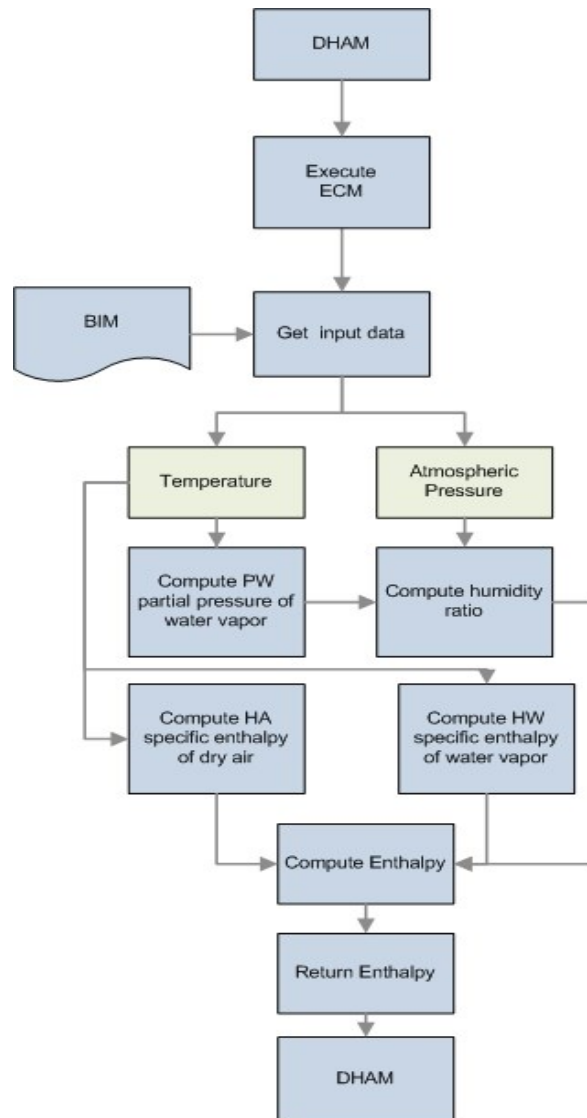 DHAM
Execute
ECM
BIM
Get input data
Temperature
Atmospheric
Pressure
Compute PW
partial pressure of
water vapor
Compute humidity
ratio
Compute HA
specific enthalpy
of dry air
Compute HW
specific enthalpy
of water vapor
Compute Enthalpy
Return Enthalpy
DHAM